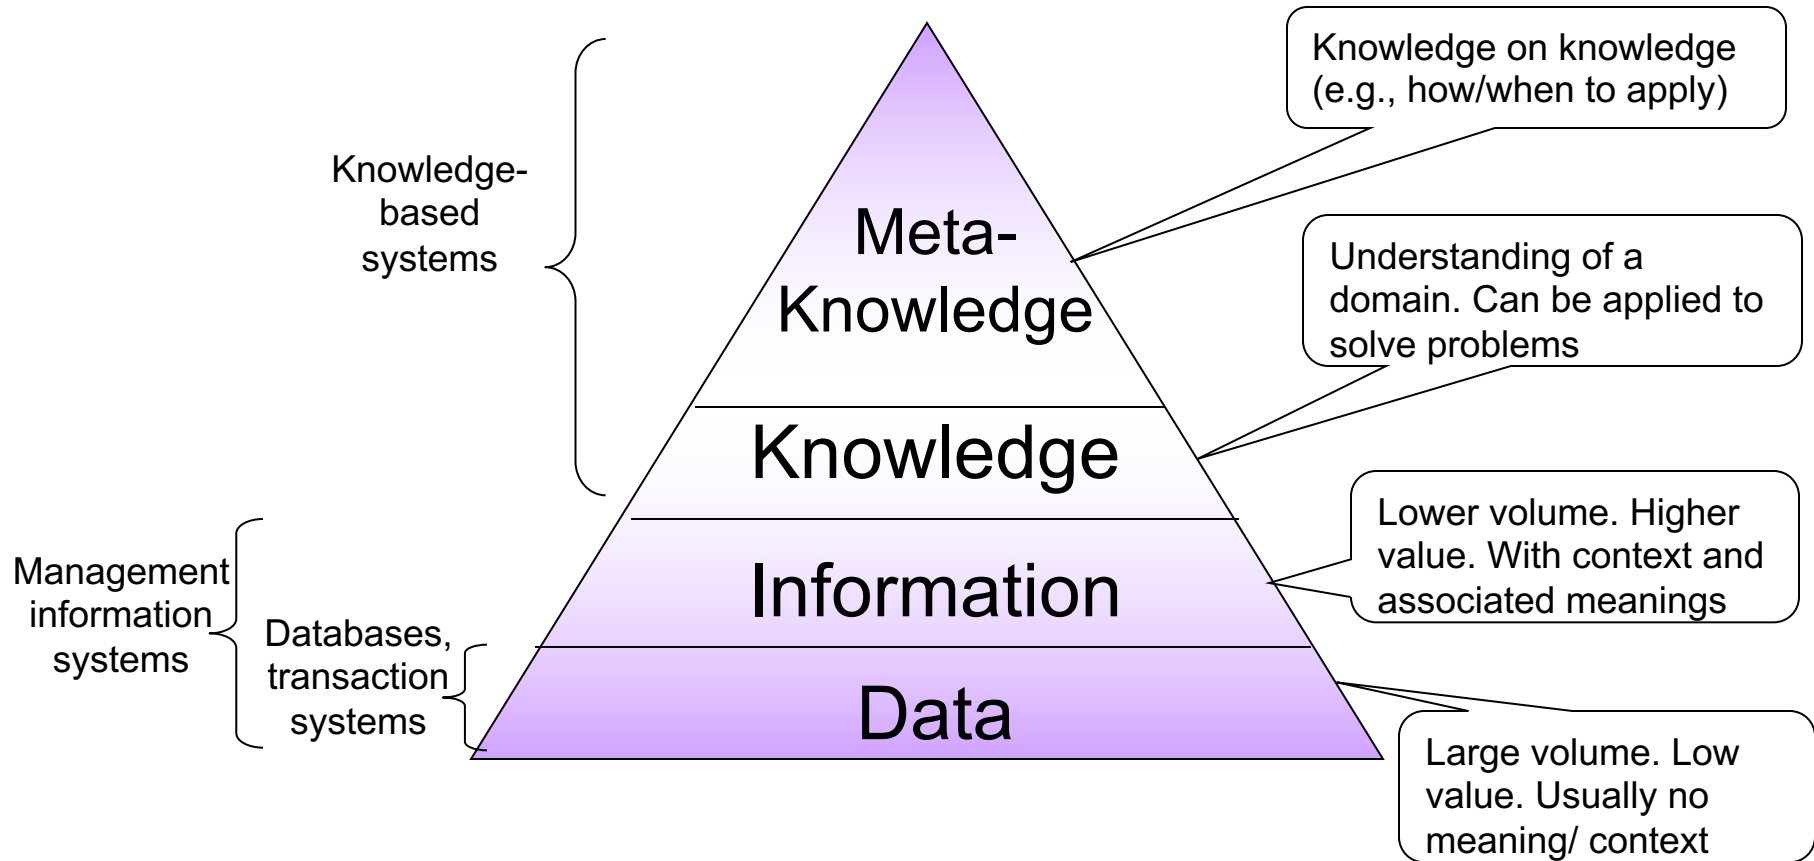 Knowledge on knowledge
(e.g., how/when to apply)
Knowledge-
based
systems
Meta-
Knowledge
Understanding of a
domain. Can be applied to
solve problems
Knowledge
Lower volume. Higher
value. With context and
associated meanings
Management
information
systems
Information
Databases,
transaction
systems
Data
Large volume. Low
value. Usually no
meaning/ context